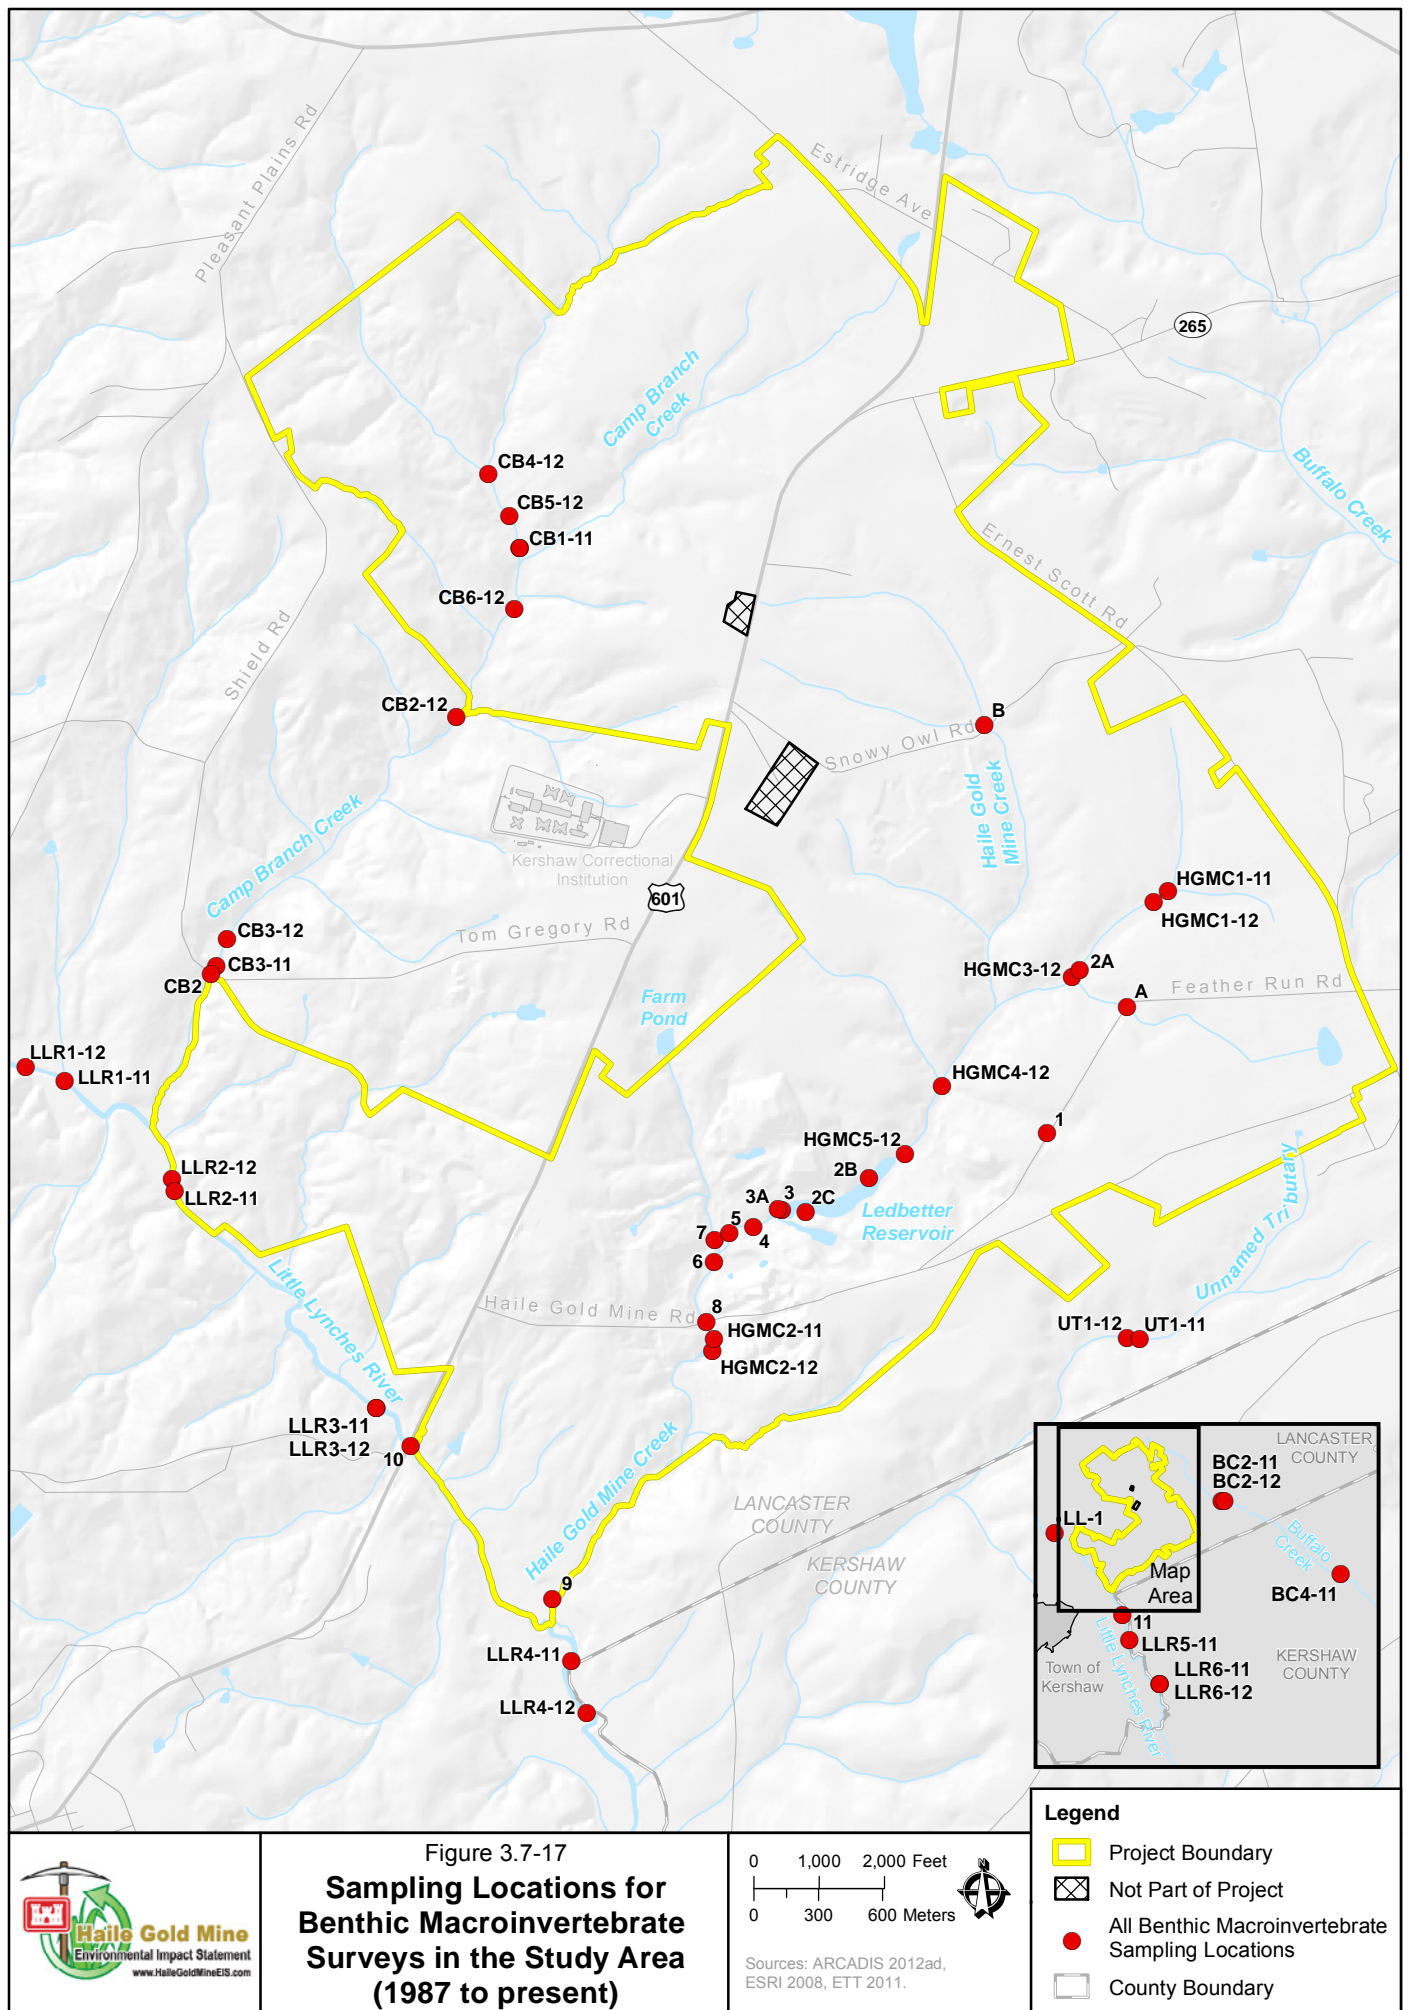 Pleasant Plains Rd
Estridge Ave
265
Camp Branch
Creek
Buffalo Creek
CB4-12
CB5-12
CB1-11
CB6-12
Ernest Scott Rd
Shield Rd
CB2-12
B
Snowy Owl Rd
Haile Gold
Mine Creek
Camp Branch Creek
Kershaw Correctional
Institution
601
HGMC1-11
HGMC1-12
CB3-12
Tom Gregory Rd
CB3-11
CB2
HGMC3-12
2A
A
Feather Run Rd
Farm
Pond
LLR1-12
LLR1-11
HGMC4-12
1
HGMC5-12
2B
LLR2-12
LLR2-11
3A
3
2C
Ledbetter
Reservoir
5
4
7
6
Unnamed Tributary
Little Lynches River
Haile Gold Mine Rd
8
HGMC2-11
HGMC2-12
UT1-12
UT1-11
LLR3-11
LLR3-12
10
Haile Gold Mine Creek
LANCASTER
COUNTY
KERSHAW
COUNTY
9
LLR4-11
LLR4-12
LANCASTER
COUNTY
BC2-11
BC2-12
LL-1
Buffalo
Creek
Map
Area
BC4-11
11
LLR5-11
KERSHAW
COUNTY
Town of
Kershaw
LLR6-11
LLR6-12
Little Lynches River
Legend
Project Boundary
Not Part of Project
All Benthic Macroinvertebrate
Sampling Locations
County Boundary
Haile Gold Mine
Environmental Impact Statement
www.HaileGoldMineEIS.com
Figure 3.7-17
Sampling Locations for
Benthic Macroinvertebrate
Surveys in the Study Area
(1987 to present)
0 1,000 2,000 Feet
0 300 600 Meters
N
Sources: ARCADIS 2012ad,
ESRI 2008, ETT 2011.